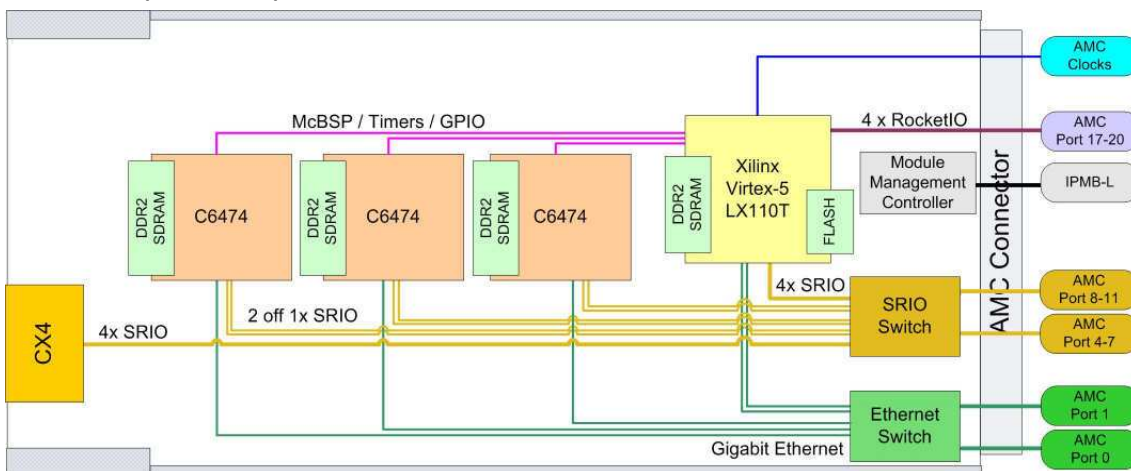 AMC
Clocks
McBSP / Timers / GPIO
4 x RocketIO
AMC
Port 17-20
Xilinx
Virtex-5
LX110T
DDR2
SDRAM
FLASH
Module
Management
Controller
IPMB-L
DDR2
SDRAM
C6474
DDR2
SDRAM
C6474
DDR2
SDRAM
C6474
AMC Connector
4x SRIO
AMC
Port 8-11
SRIO
Switch
2 off 1x SRIO
4x SRIO
CX4
AMC
Port 4-7
AMC
Port 1
Ethernet
Switch
Gigabit Ethernet
AMC
Port 0